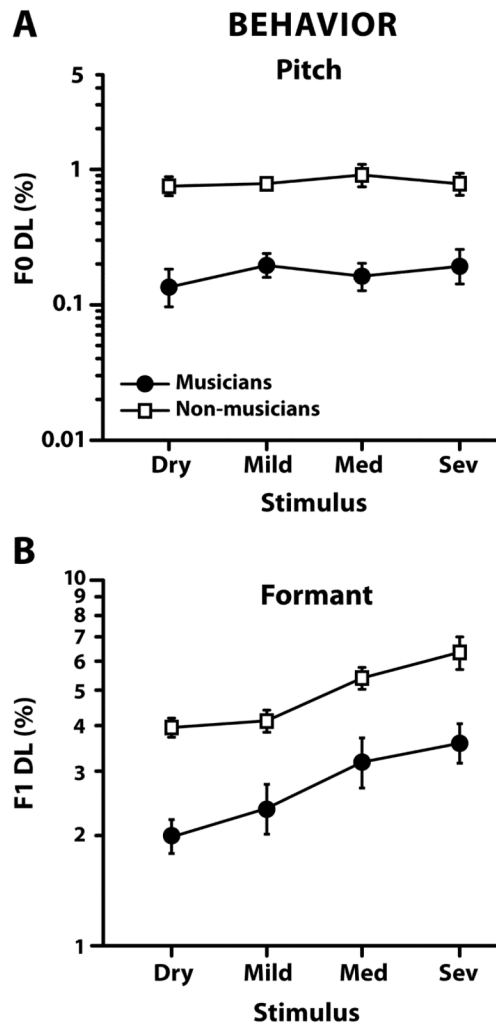 A
BEHAVIOR
Pitch
5
1
0.1
0.01
F0 DL (%)
Musicians
Non-musicians
Dry Mild Med Sev
Stimulus
B
Formant
10
9
8
7
6
5
4
3
2
1
F1 DL (%)
Dry Mild Med Sev
Stimulus